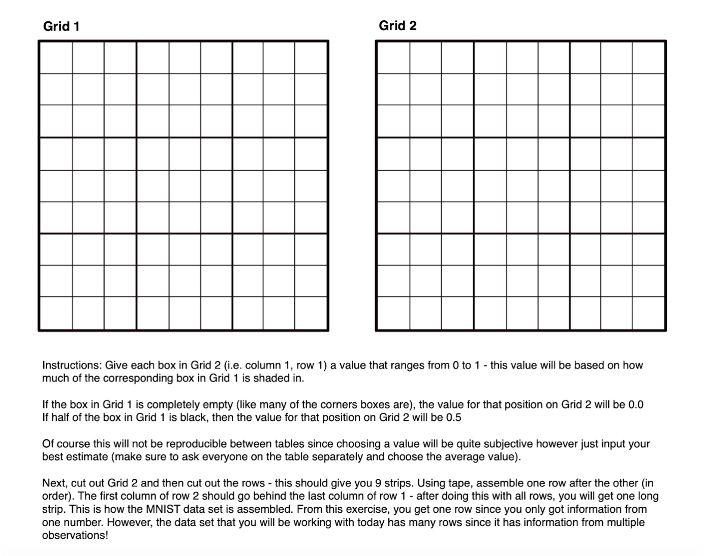 Grid 1
Grid 2
Instructions: Give each box in Grid 2 (i.e. column 1, row 1) a value that ranges from 0 to 1 - this value will be based on how
much of the corresponding box in Grid 1 is shaded in.
If the box in Grid 1 is completely empty (like many of the corners boxes are), the value for that position on Grid 2 will be 0.0
If half of the box in Grid 1 is black, then the value for that position on Grid 2 will be 0.5
Of course this will not be reproducible between tables since choosing a value will be quite subjective however just input your
best estimate (make sure to ask everyone on the table separately and choose the average value).
Next, cut out Grid 2 and then cut out the rows - this should give you 9 strips. Using tape, assemble one row after the other (in
order). The first column of row 2 should go behind the last column of row 1 - after doing this with all rows, you will get one long
strip. This is how the MNIST data set is assembled. From this exercise, you get one row since you only got information from
one number. However, the data set that you will be working with today has many rows since it has information from multiple
observations!